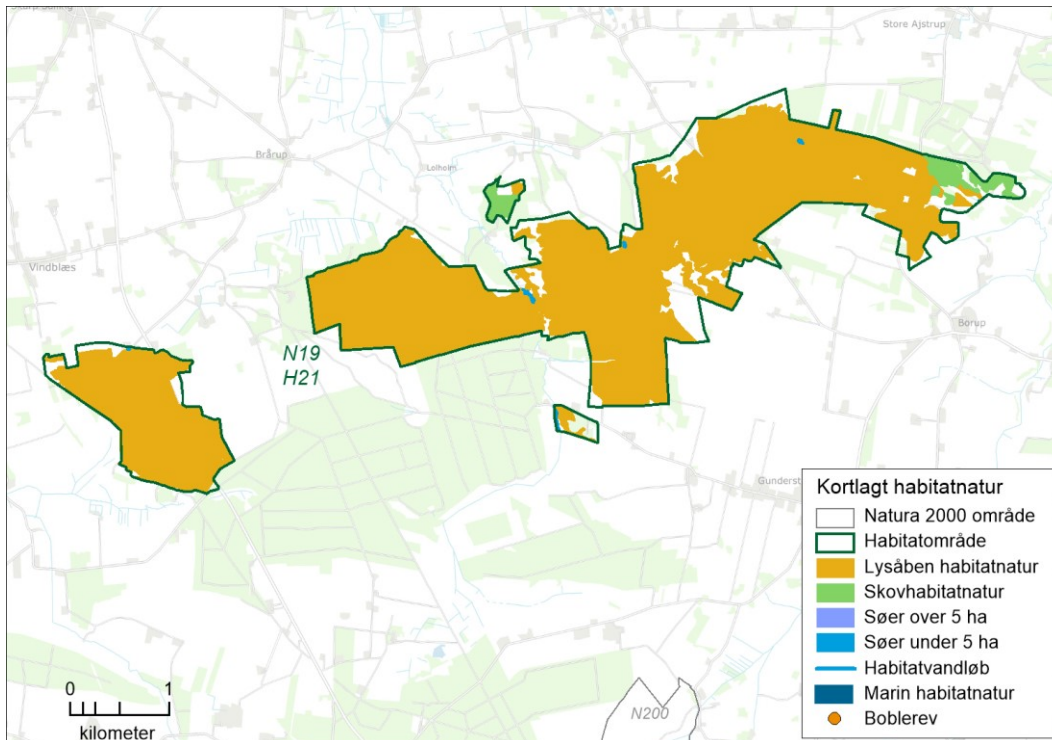 Store Ajstrup
Brårup
Lejholm
Vindblæs
Borup
N19
H21
Gunderst
N200
Kortlagt habitatnatur
Natura 2000 område
Habitatområde
Lysåben habitatnatur
Skovhabitatnatur
Søer over 5 ha
Søer under 5 ha
Habitatvandløb
Marin habitatnatur
Boblerev
0 1
kilometer